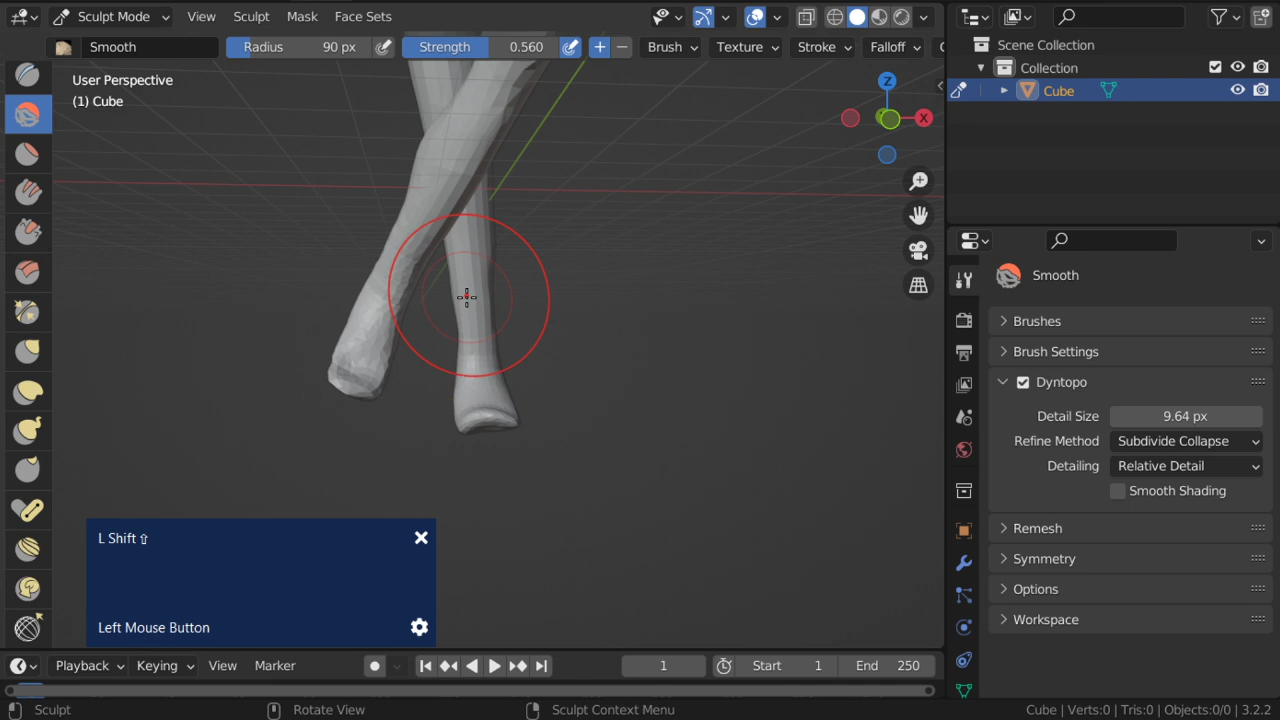 Sculpt Mode View Sculpt Mask Face Sets
Smooth Radius 90 px Strength 0.560 Brush Texture Stroke Falloff
User Perspective
(1) Cube
Z
X
Scene Collection
Collection
Cube
Smooth
Brushes
Brush Settings
Dyntopo
Detail Size 9.64 px
Refine Method Subdivide Collapse
Detailing Relative Detail
Smooth Shading
Remesh
Symmetry
Options
Workspace
L Shift ⇧
Left Mouse Button
Playback Keying View Marker 1 Start 1 End 250
Sculpt Rotate View Sculpt Context Menu Cube | Verts:0 | Tris:0 | Objects:0/0 | 3.2.2